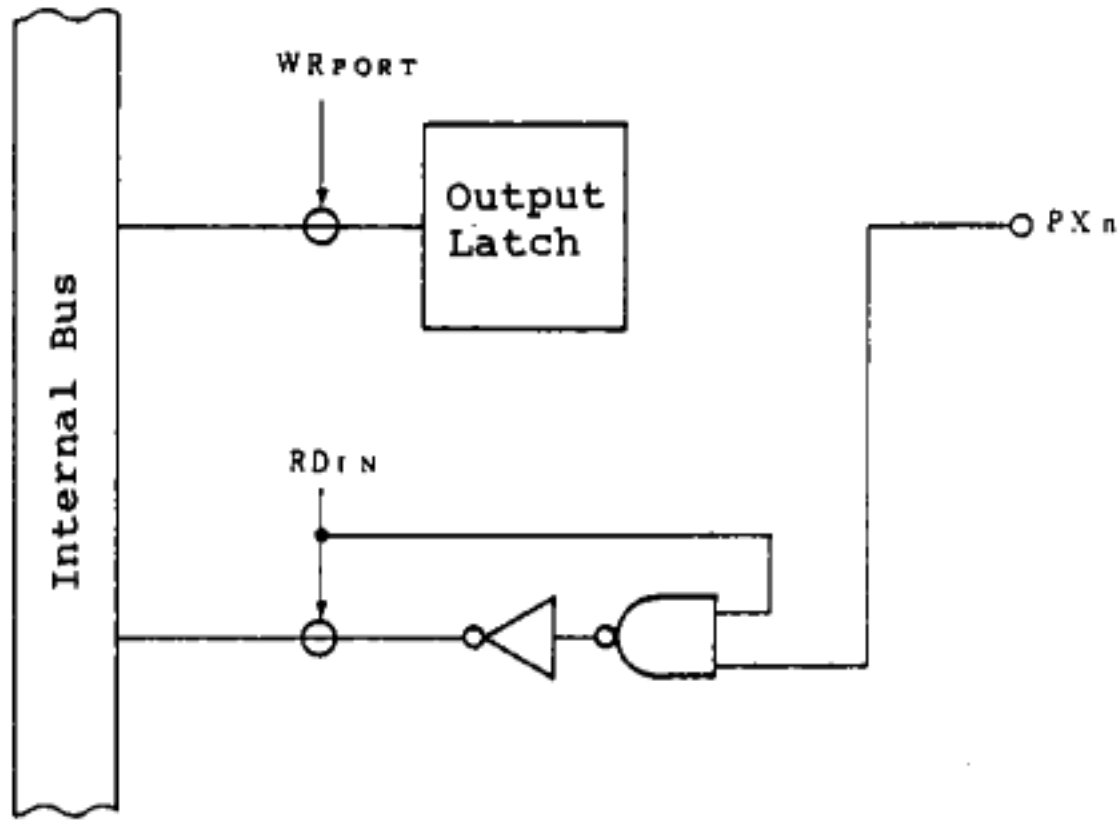 WRPORT
Output
Latch
PXn
Internal Bus
RDIN